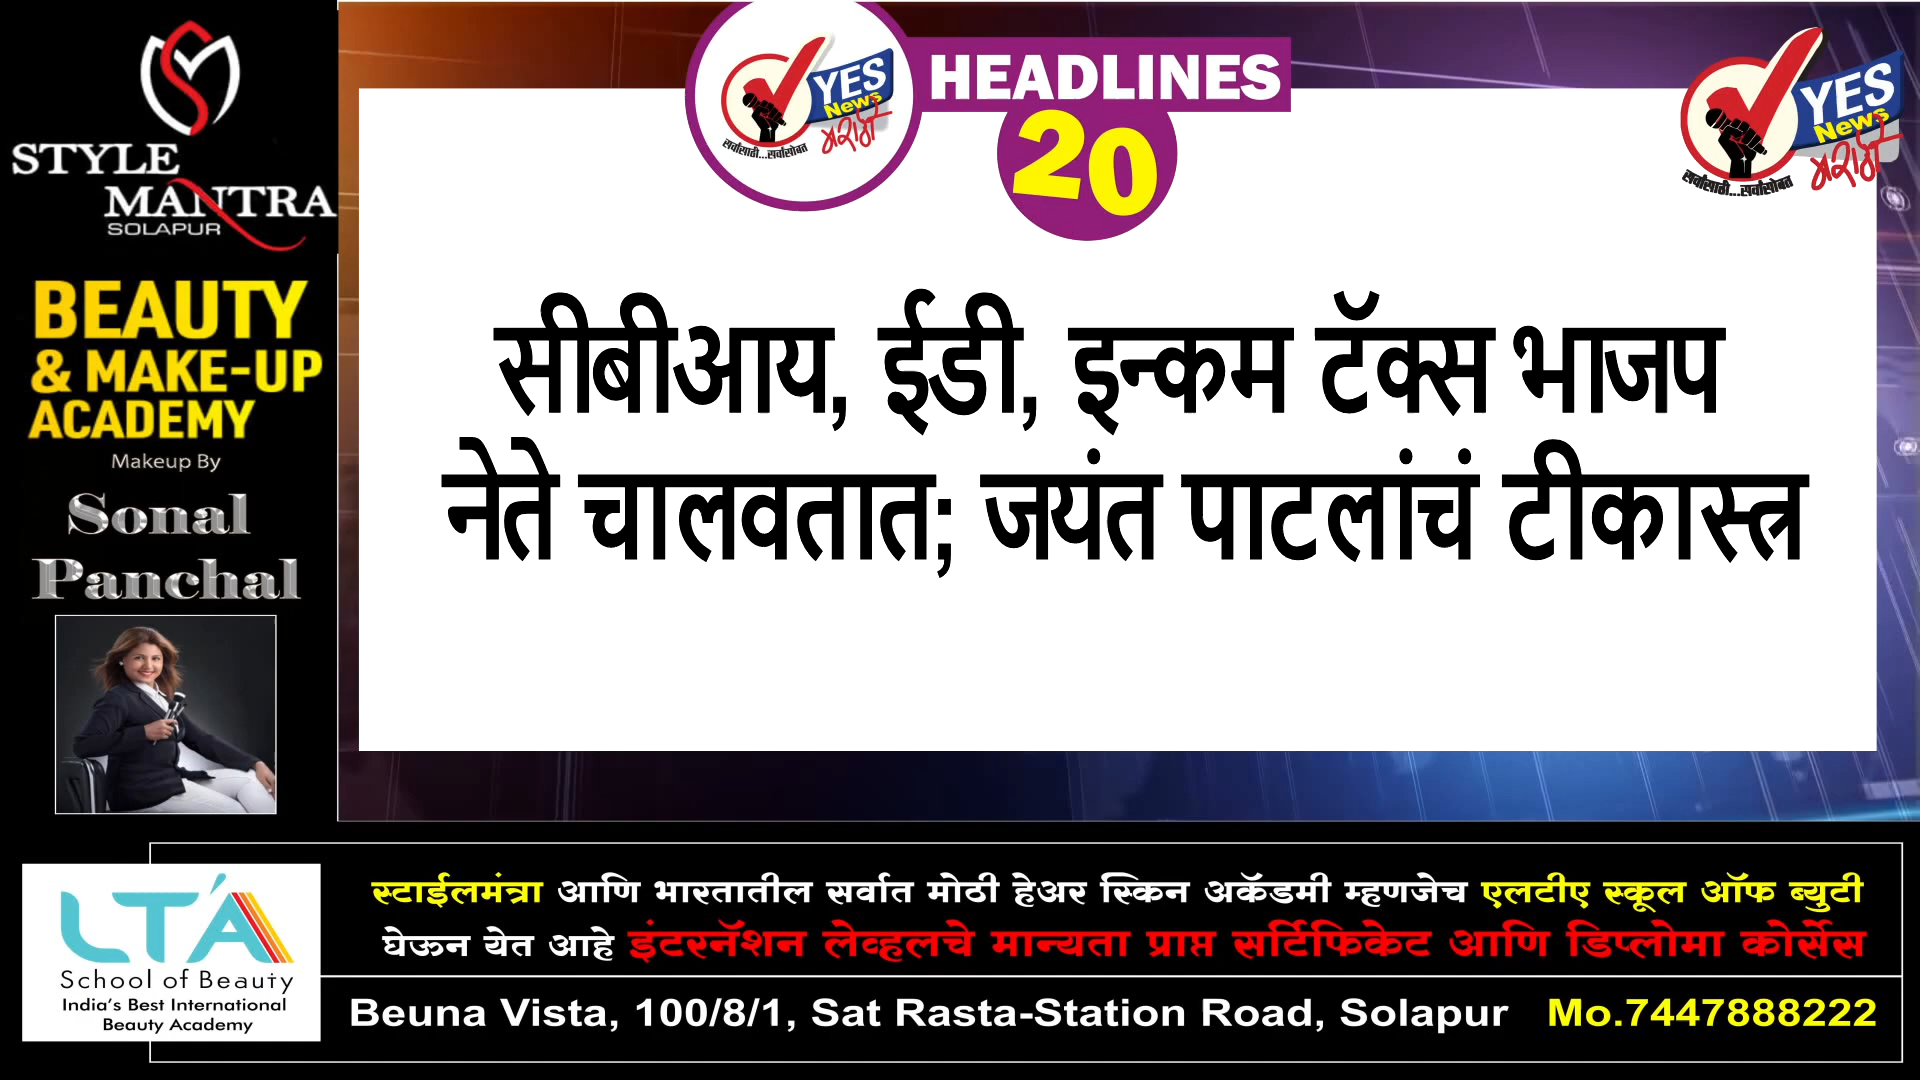 STYLE
MANTRA
SOLAPUR
BEAUTY
& MAKE-UP
ACADEMY
Makeup By
Sonal
Panchal
YES
News
मराठी
सर्वांसाठी...सर्वांसोबत
HEADLINES
20
YES
News
मराठी
सर्वांसाठी...सर्वांसोबत
सीबीआय, ईडी, इन्कम टॅक्स भाजप
नेते चालवतात; जयंत पाटलांचं टीकास्त्र
LTA
School of Beauty
India's Best International
Beauty Academy
स्टाईलमंत्रा आणि भारतातील सर्वात मोठी हेअर स्किन अकॅडमी म्हणजेच एलटीए स्कूल ऑफ ब्युटी
घेऊन येत आहे इंटरनॅशन लेव्हलचे मान्यता प्राप्त सर्टिफिकेट आणि डिप्लोमा कोर्सेस
Beuna Vista, 100/8/1, Sat Rasta-Station Road, Solapur Mo.7447888222